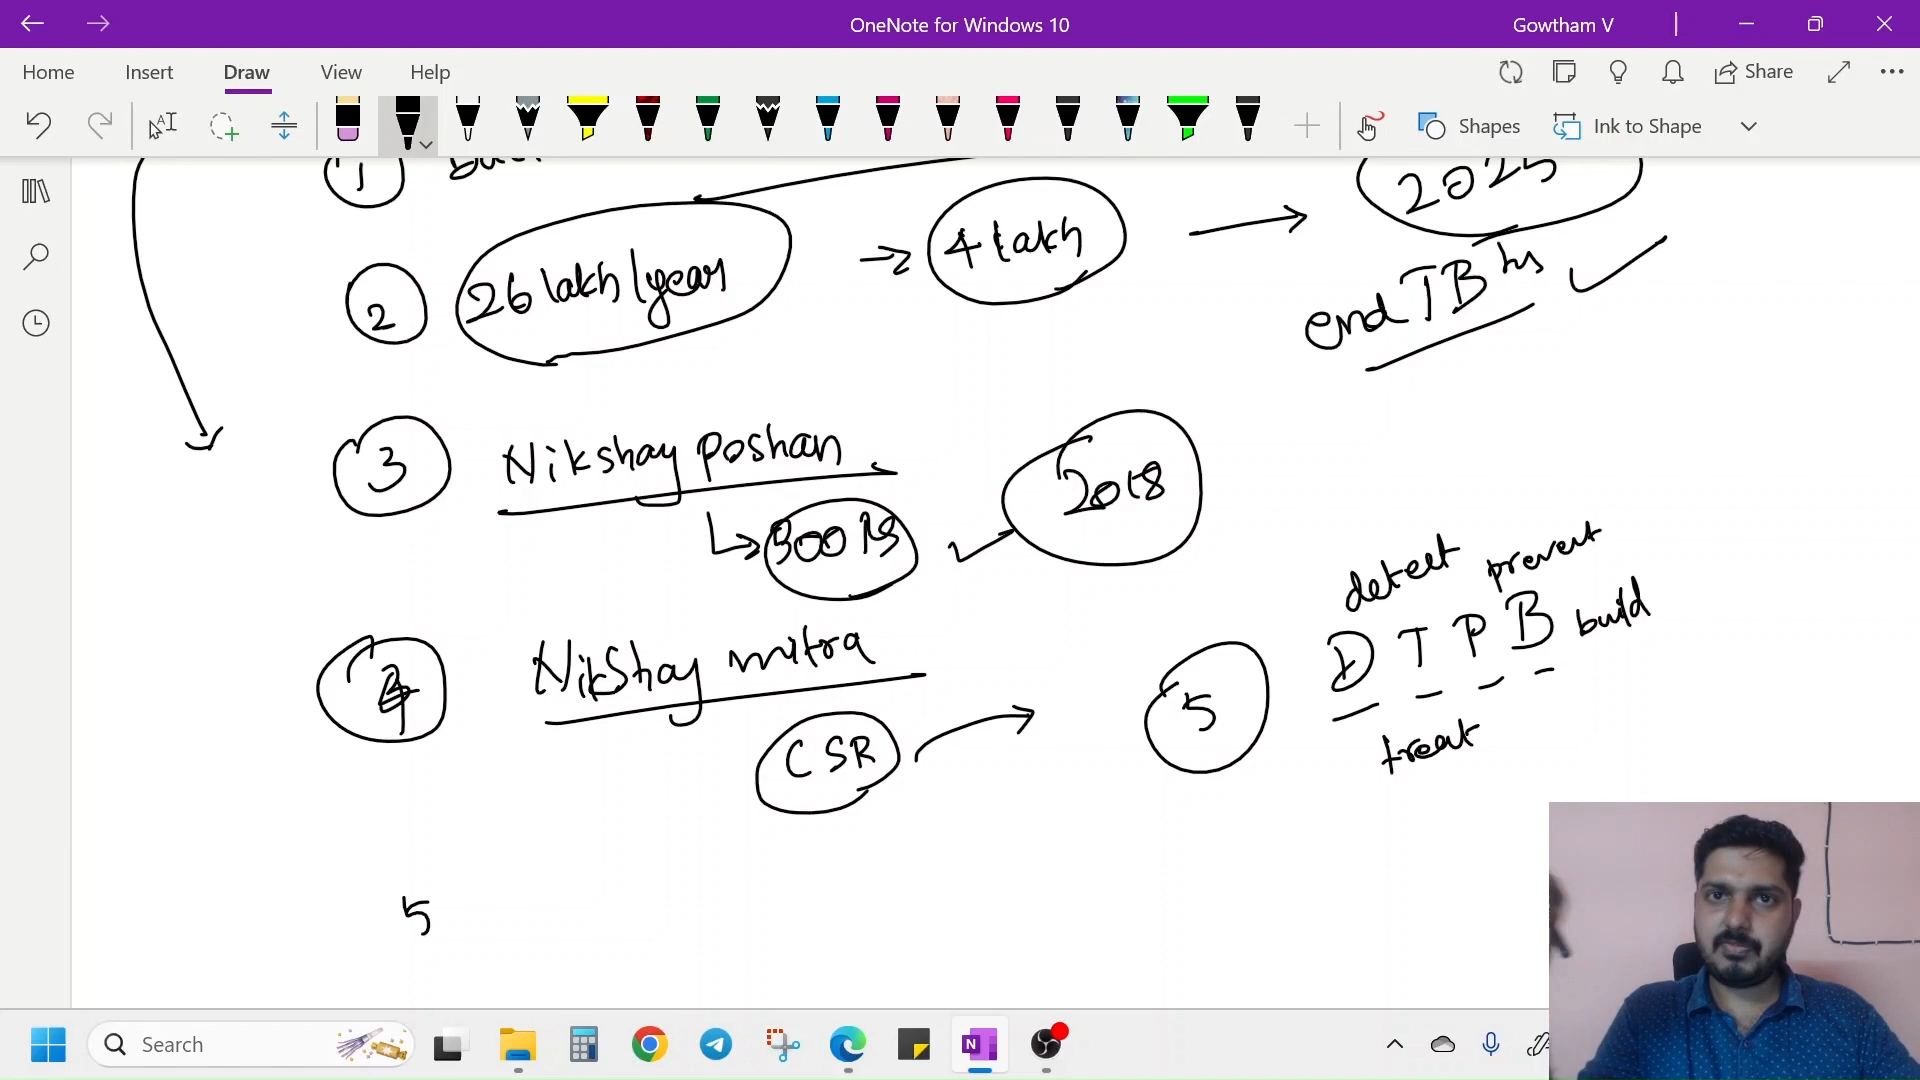 OneNote for Windows 10
Gowtham V
Home Insert Draw View Help
Share
Shapes Ink to Shape
1
2025
2 26 lakh/year → 4 lakh →
end TB
3 Nikshay poshan
2018
500 Rs
detect prevent
D T P B build
treat
4 Nikshay mitra
5
CSR
5
Search